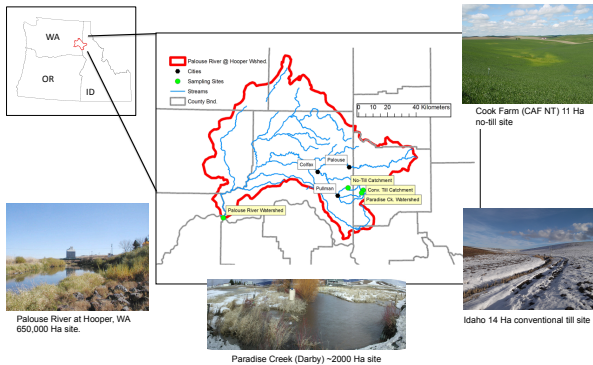 WA
OR
ID
Palouse River @ Hooper Wshed.
Cities
Sampling Sites
Streams
County Bnd.
0 10 20 40 Kilometers
Colfax
Palouse
No-Till Catchment
Pullman
Conv. Till Catchment
Paradise Ck. Watershed
Palouse River Watershed
Cook Farm (CAF NT) 11 Ha
no-till site
Palouse River at Hooper, WA
650,000 Ha site.
Idaho 14 Ha conventional till site
Paradise Creek (Darby) ~2000 Ha site